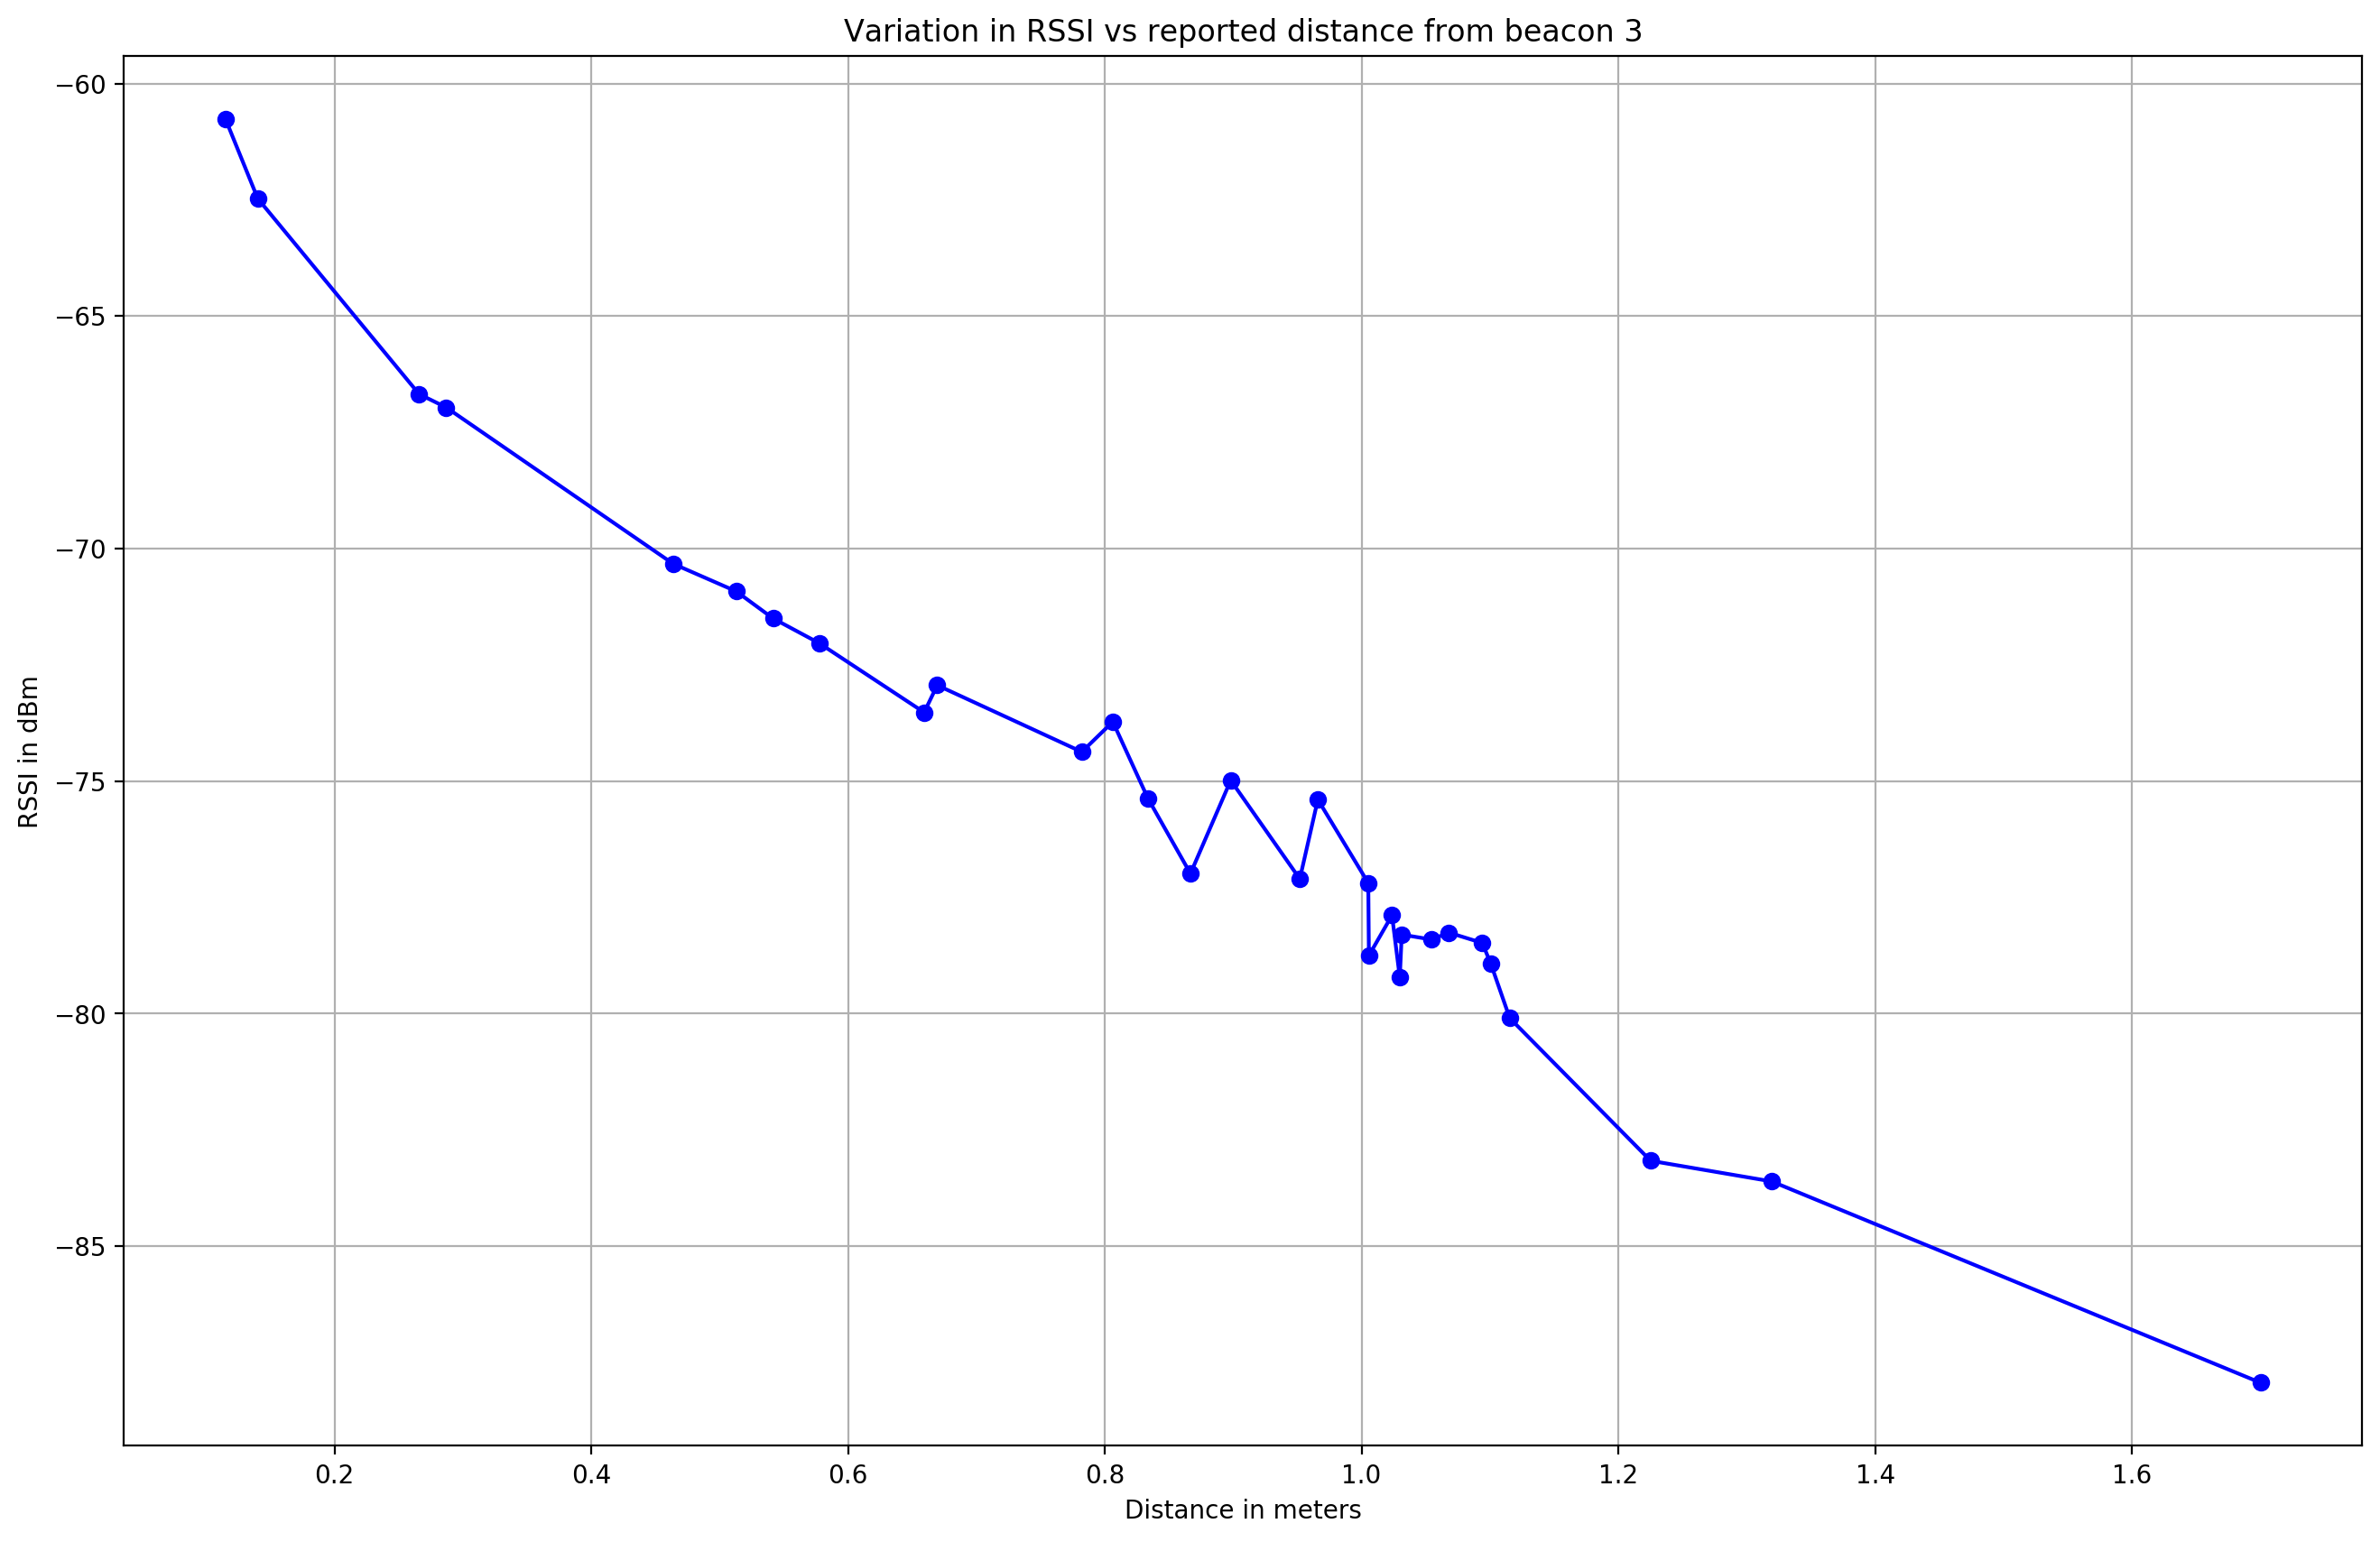 Variation in RSSI vs reported distance from beacon 3
−60
−65
−70
−75
−80
−85
RSSI in dBm
0.2 0.4 0.6 0.8 1.0 1.2 1.4 1.6
Distance in meters